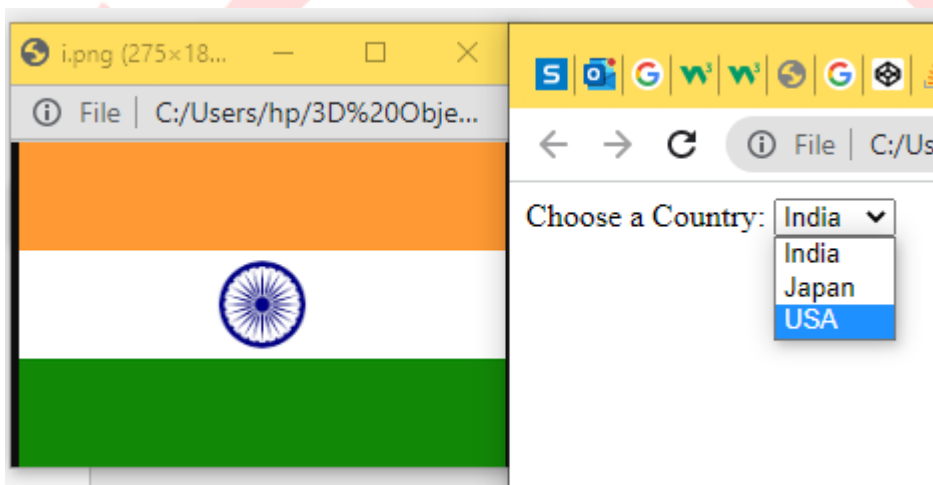 i.png (275×18...
File | C:/Users/hp/3D%20Obje...
File | C:/Us
Choose a Country: India
India
Japan
USA